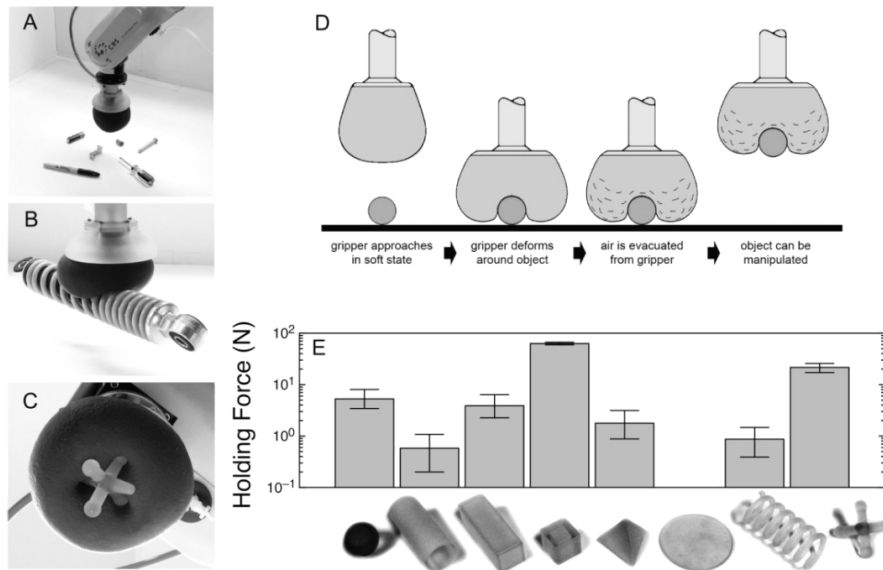 A
B
C
D
gripper approaches
in soft state
gripper deforms
around object
air is evacuated
from gripper
object can be
manipulated
E
Holding Force (N)
10²
10¹
10⁰
10⁻¹